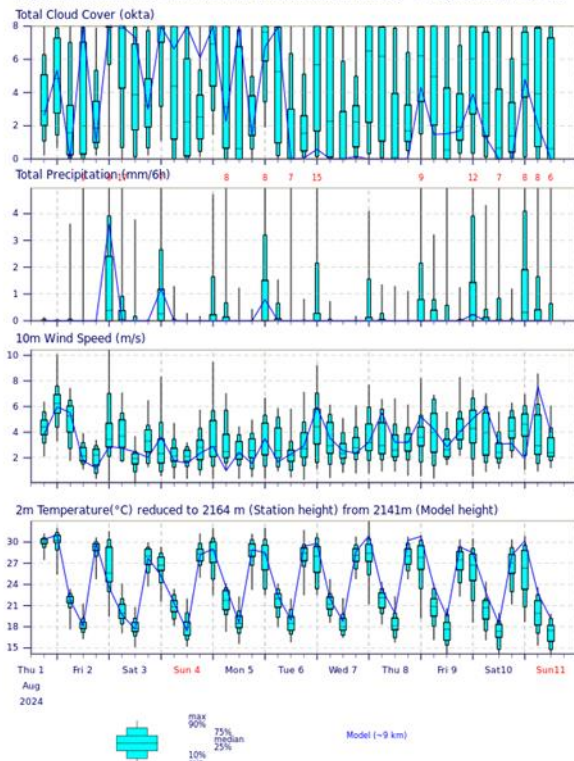 Total Cloud Cover (okta)
8
6
4
2
0
Total Precipitation (mm/6h)
8 8 7 15 9 12 7 8 8 6
4
3
2
1
0
10m Wind Speed (m/s)
10
8
6
4
2
2m Temperature(°C) reduced to 2164 m (Station height) from 2141m (Model height)
30
27
24
21
18
15
Thu 1 Fri 2 Sat 3 Sun 4 Mon 5 Tue 6 Wed 7 Thu 8 Fri 9 Sat10 Sun11
Aug
2024
max
90%
75%
median
25%
10%
Model (~9 km)